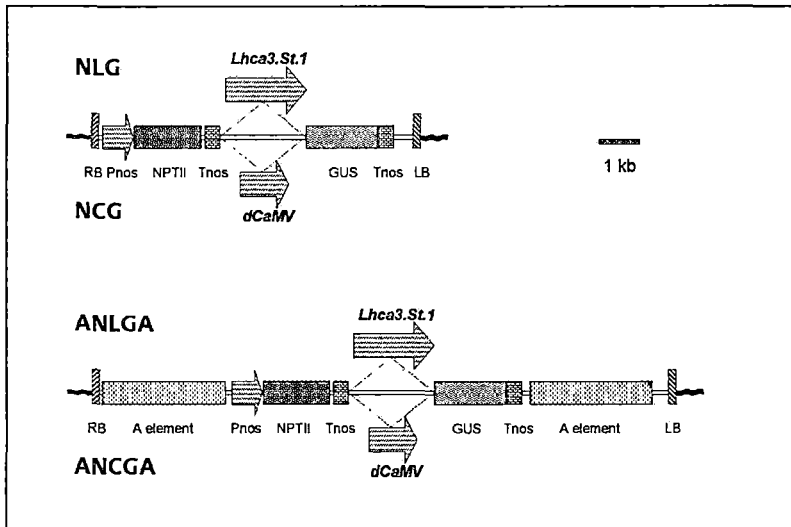 NLG
Lhca3.St.1
RB Pnos NPTII Tnos GUS Tnos LB
1 kb
NCG
dCaMV
ANLGA
Lhca3.St.1
RB A element Pnos NPTII Tnos GUS Tnos A element LB
ANCGA
dCaMV